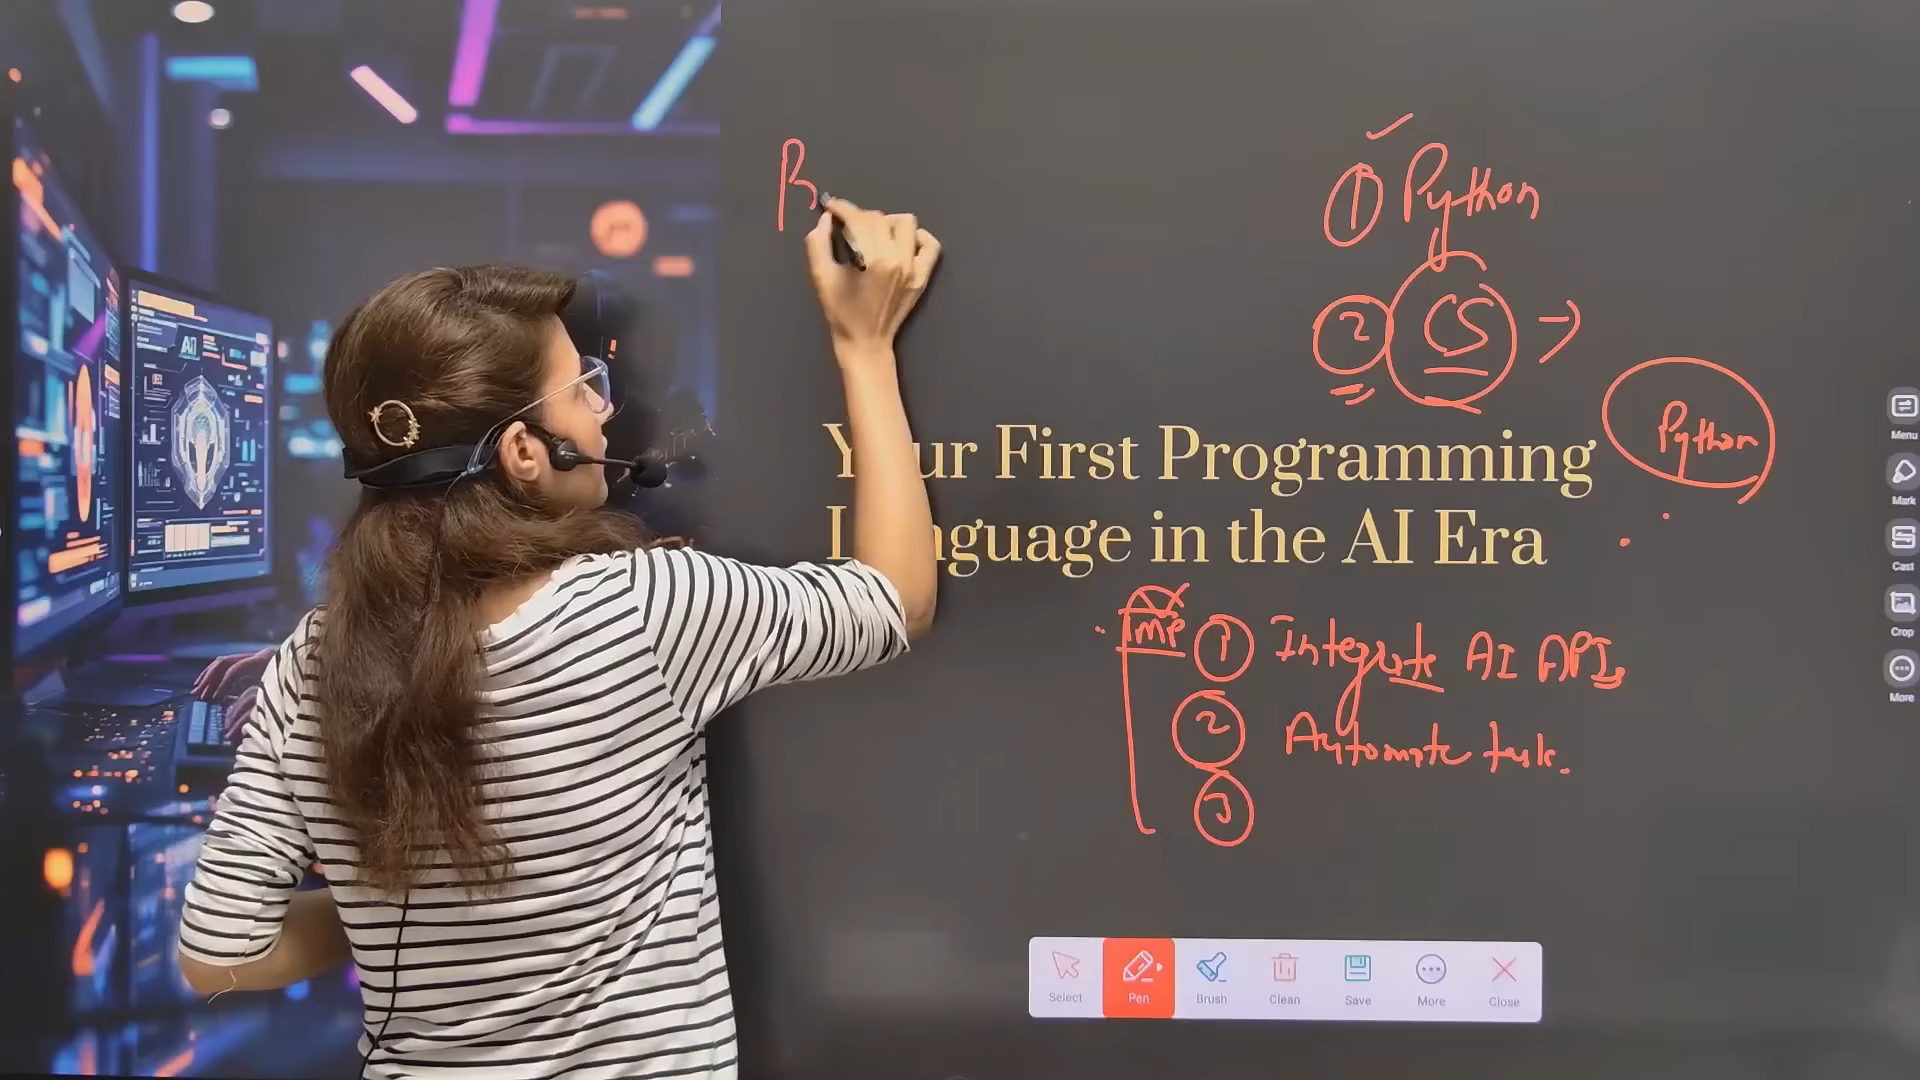 ① Python
② CS →
Python
Your First Programming
Language in the AI Era
IMP
① Integrate AI APIs
② Automate task.
③
AI
Menu
Mark
Cast
Crop
More
Select
Pen
Brush
Clean
Save
More
Close